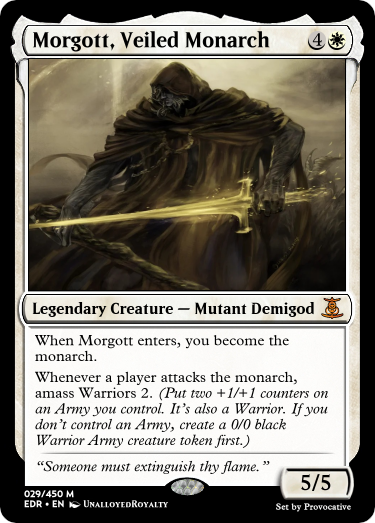 Morgott, Veiled Monarch 4
Legendary Creature — Mutant Demigod
When Morgott enters, you become the
monarch.
Whenever a player attacks the monarch,
amass Warriors 2. (Put two +1/+1 counters on
an Army you control. It's also a Warrior. If you
don't control an Army, create a 0/0 black
Warrior Army creature token first.)
"Someone must extinguish thy flame."
5/5
029/450 M
EDR • EN UnalloyedRoyalty
Set by Provocative